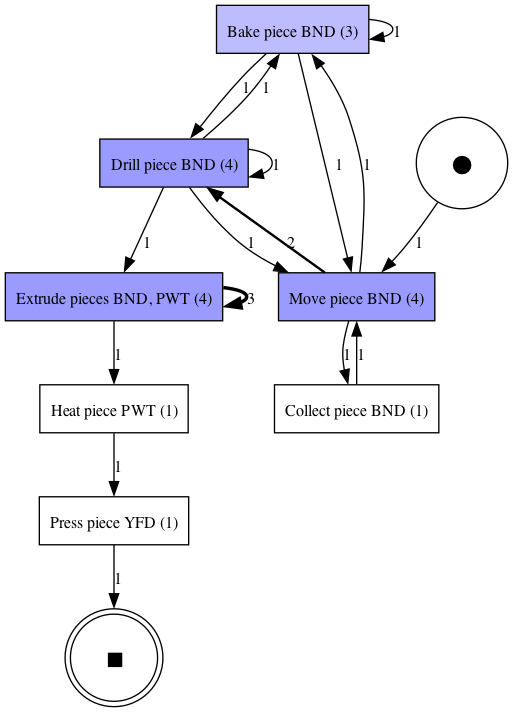 Bake piece BND (3)
1
1
1
Drill piece BND (4)
1
1
1
1
1
1
2
Extrude pieces BND, PWT (4)
3
Move piece BND (4)
1
1
1
Heat piece PWT (1)
Collect piece BND (1)
1
Press piece YFD (1)
1